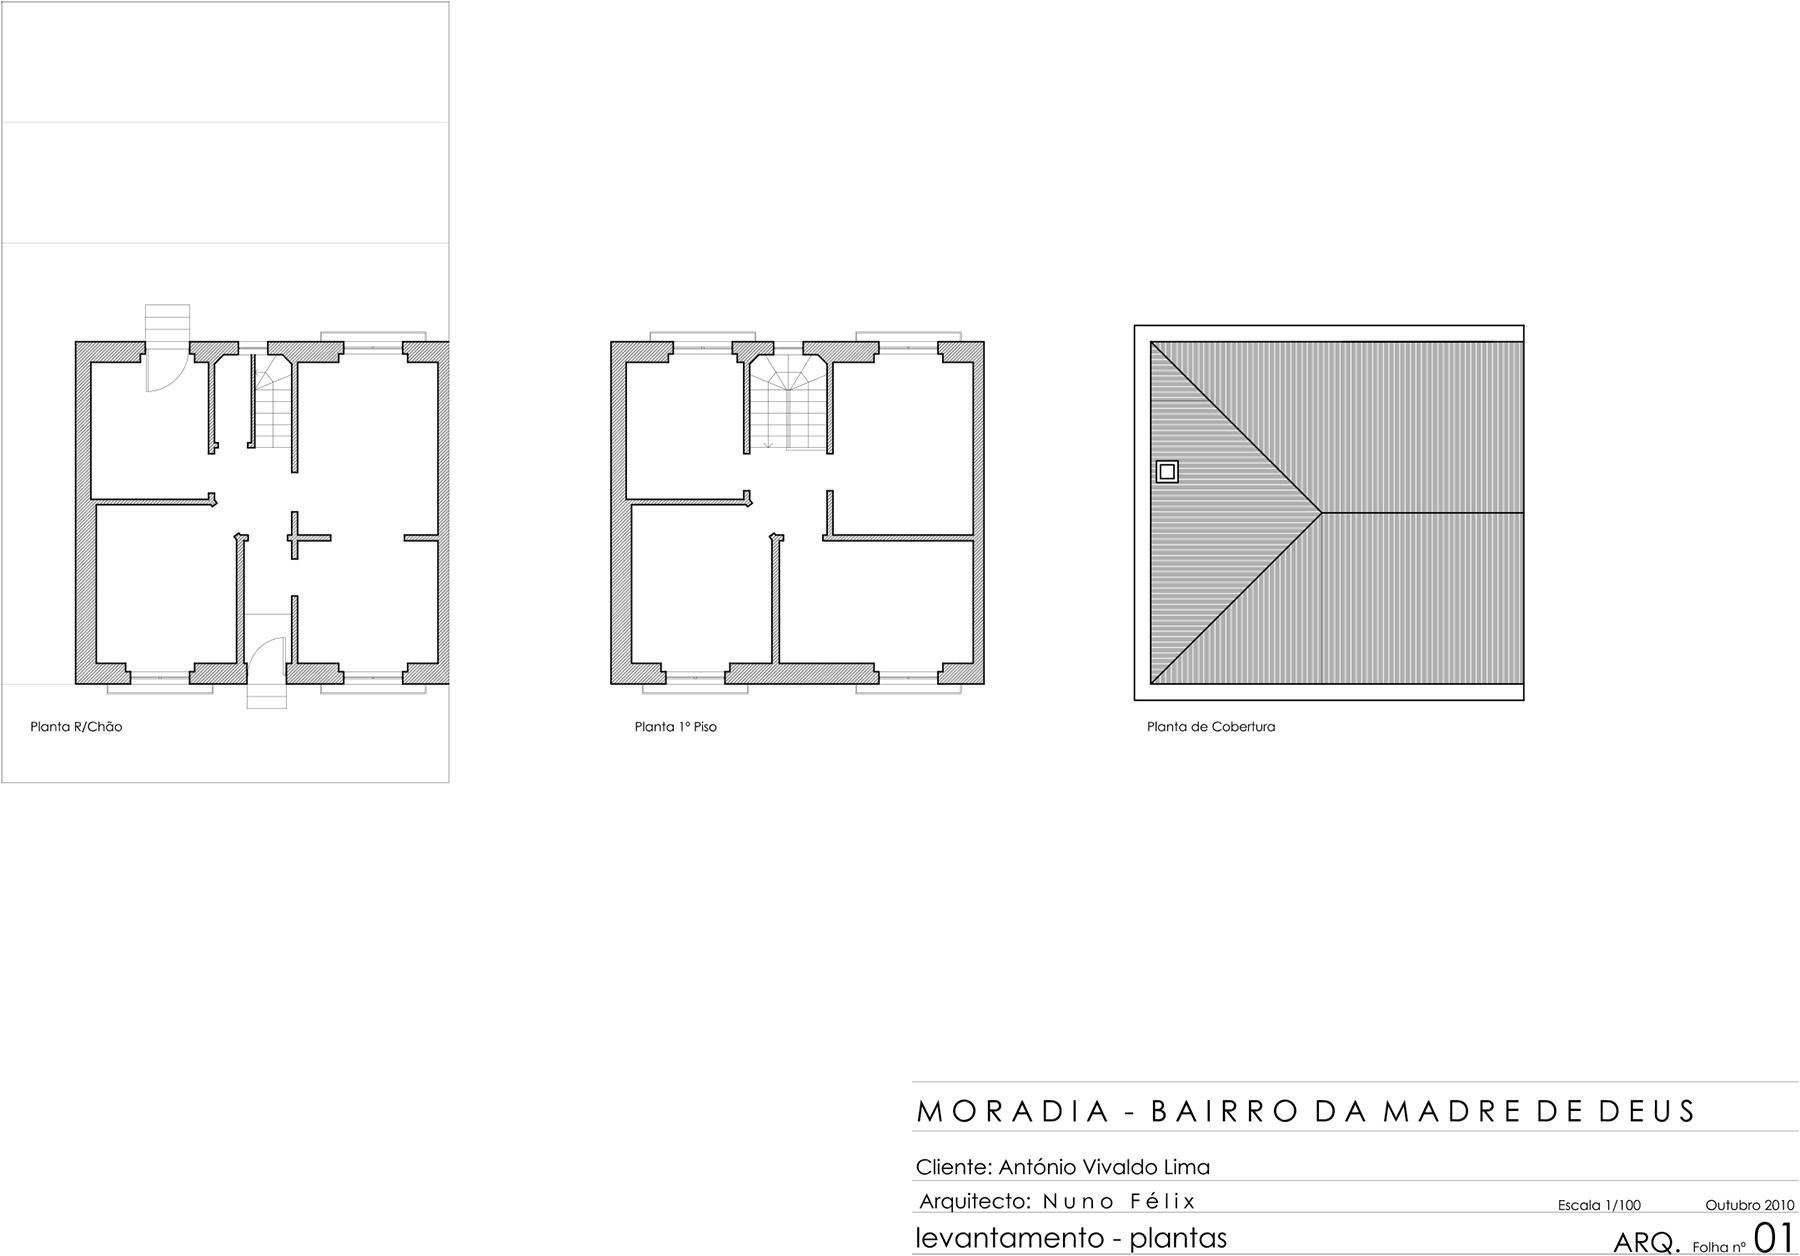 Planta R/Chão
Planta 1º Piso
Planta de Cobertura
MORADIA - BAIRRO DA MADRE DE DEUS
Cliente: António Vivaldo Lima
Arquitecto: Nuno Félix
Escala 1/100
Outubro 2010
levantamento - plantas
ARQ. Folha nº 01